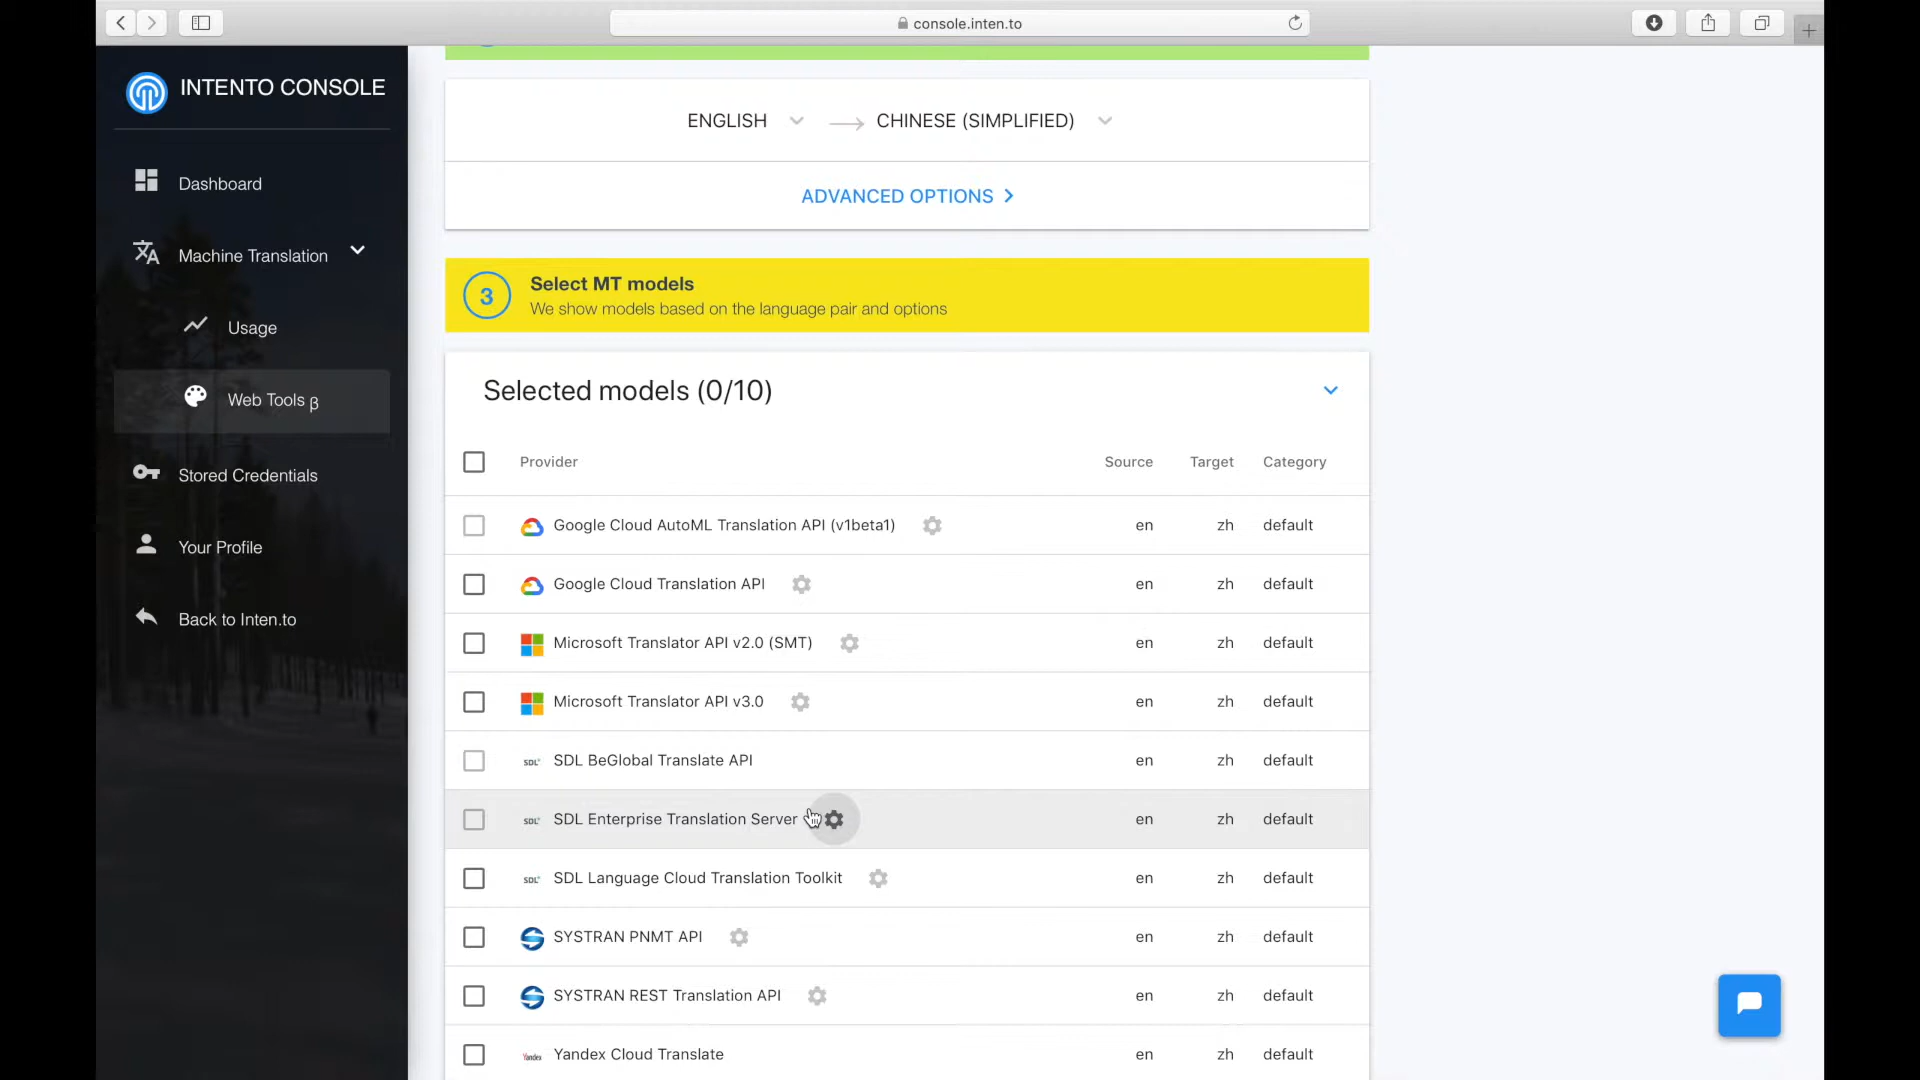 console.inten.to
INTENTO CONSOLE
Dashboard
Machine Translation
Usage
Web Tools β
Stored Credentials
Your Profile
Back to Inten.to
ENGLISH CHINESE (SIMPLIFIED)
ADVANCED OPTIONS
3 Select MT models
We show models based on the language pair and options
Selected models (0/10)
Provider Source Target Category
Google Cloud AutoML Translation API (v1beta1) en zh default
Google Cloud Translation API en zh default
Microsoft Translator API v2.0 (SMT) en zh default
Microsoft Translator API v3.0 en zh default
SDL* SDL BeGlobal Translate API en zh default
SDL* SDL Enterprise Translation Server en zh default
SDL* SDL Language Cloud Translation Toolkit en zh default
SYSTRAN PNMT API en zh default
SYSTRAN REST Translation API en zh default
Yandex Yandex Cloud Translate en zh default